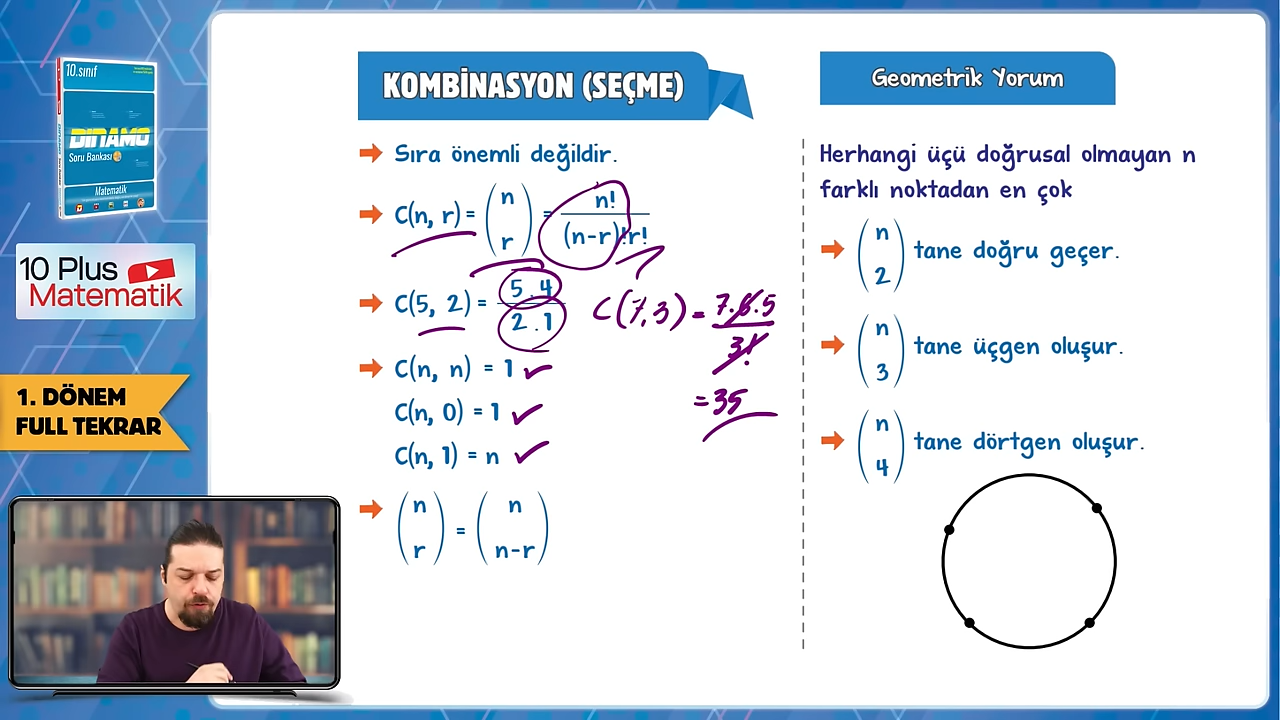 10.sınıf
DINAMO
Soru Bankası
Matematik
10 Plus
Matematik
1. DÖNEM
FULL TEKRAR
KOMBİNASYON (SEÇME)
Sıra önemli değildir.
C(n, r) = (n r) = n! / (n-r)!r!
C(5, 2) = 5.4 / 2.1
C(7,3) = 7.6.5 / 3!
= 35
C(n, n) = 1 ✓
C(n, 0) = 1 ✓
C(n, 1) = n ✓
(n r) = (n n-r)
Geometrik Yorum
Herhangi üçü doğrusal olmayan n
farklı noktadan en çok
(n 2) tane doğru geçer.
(n 3) tane üçgen oluşur.
(n 4) tane dörtgen oluşur.